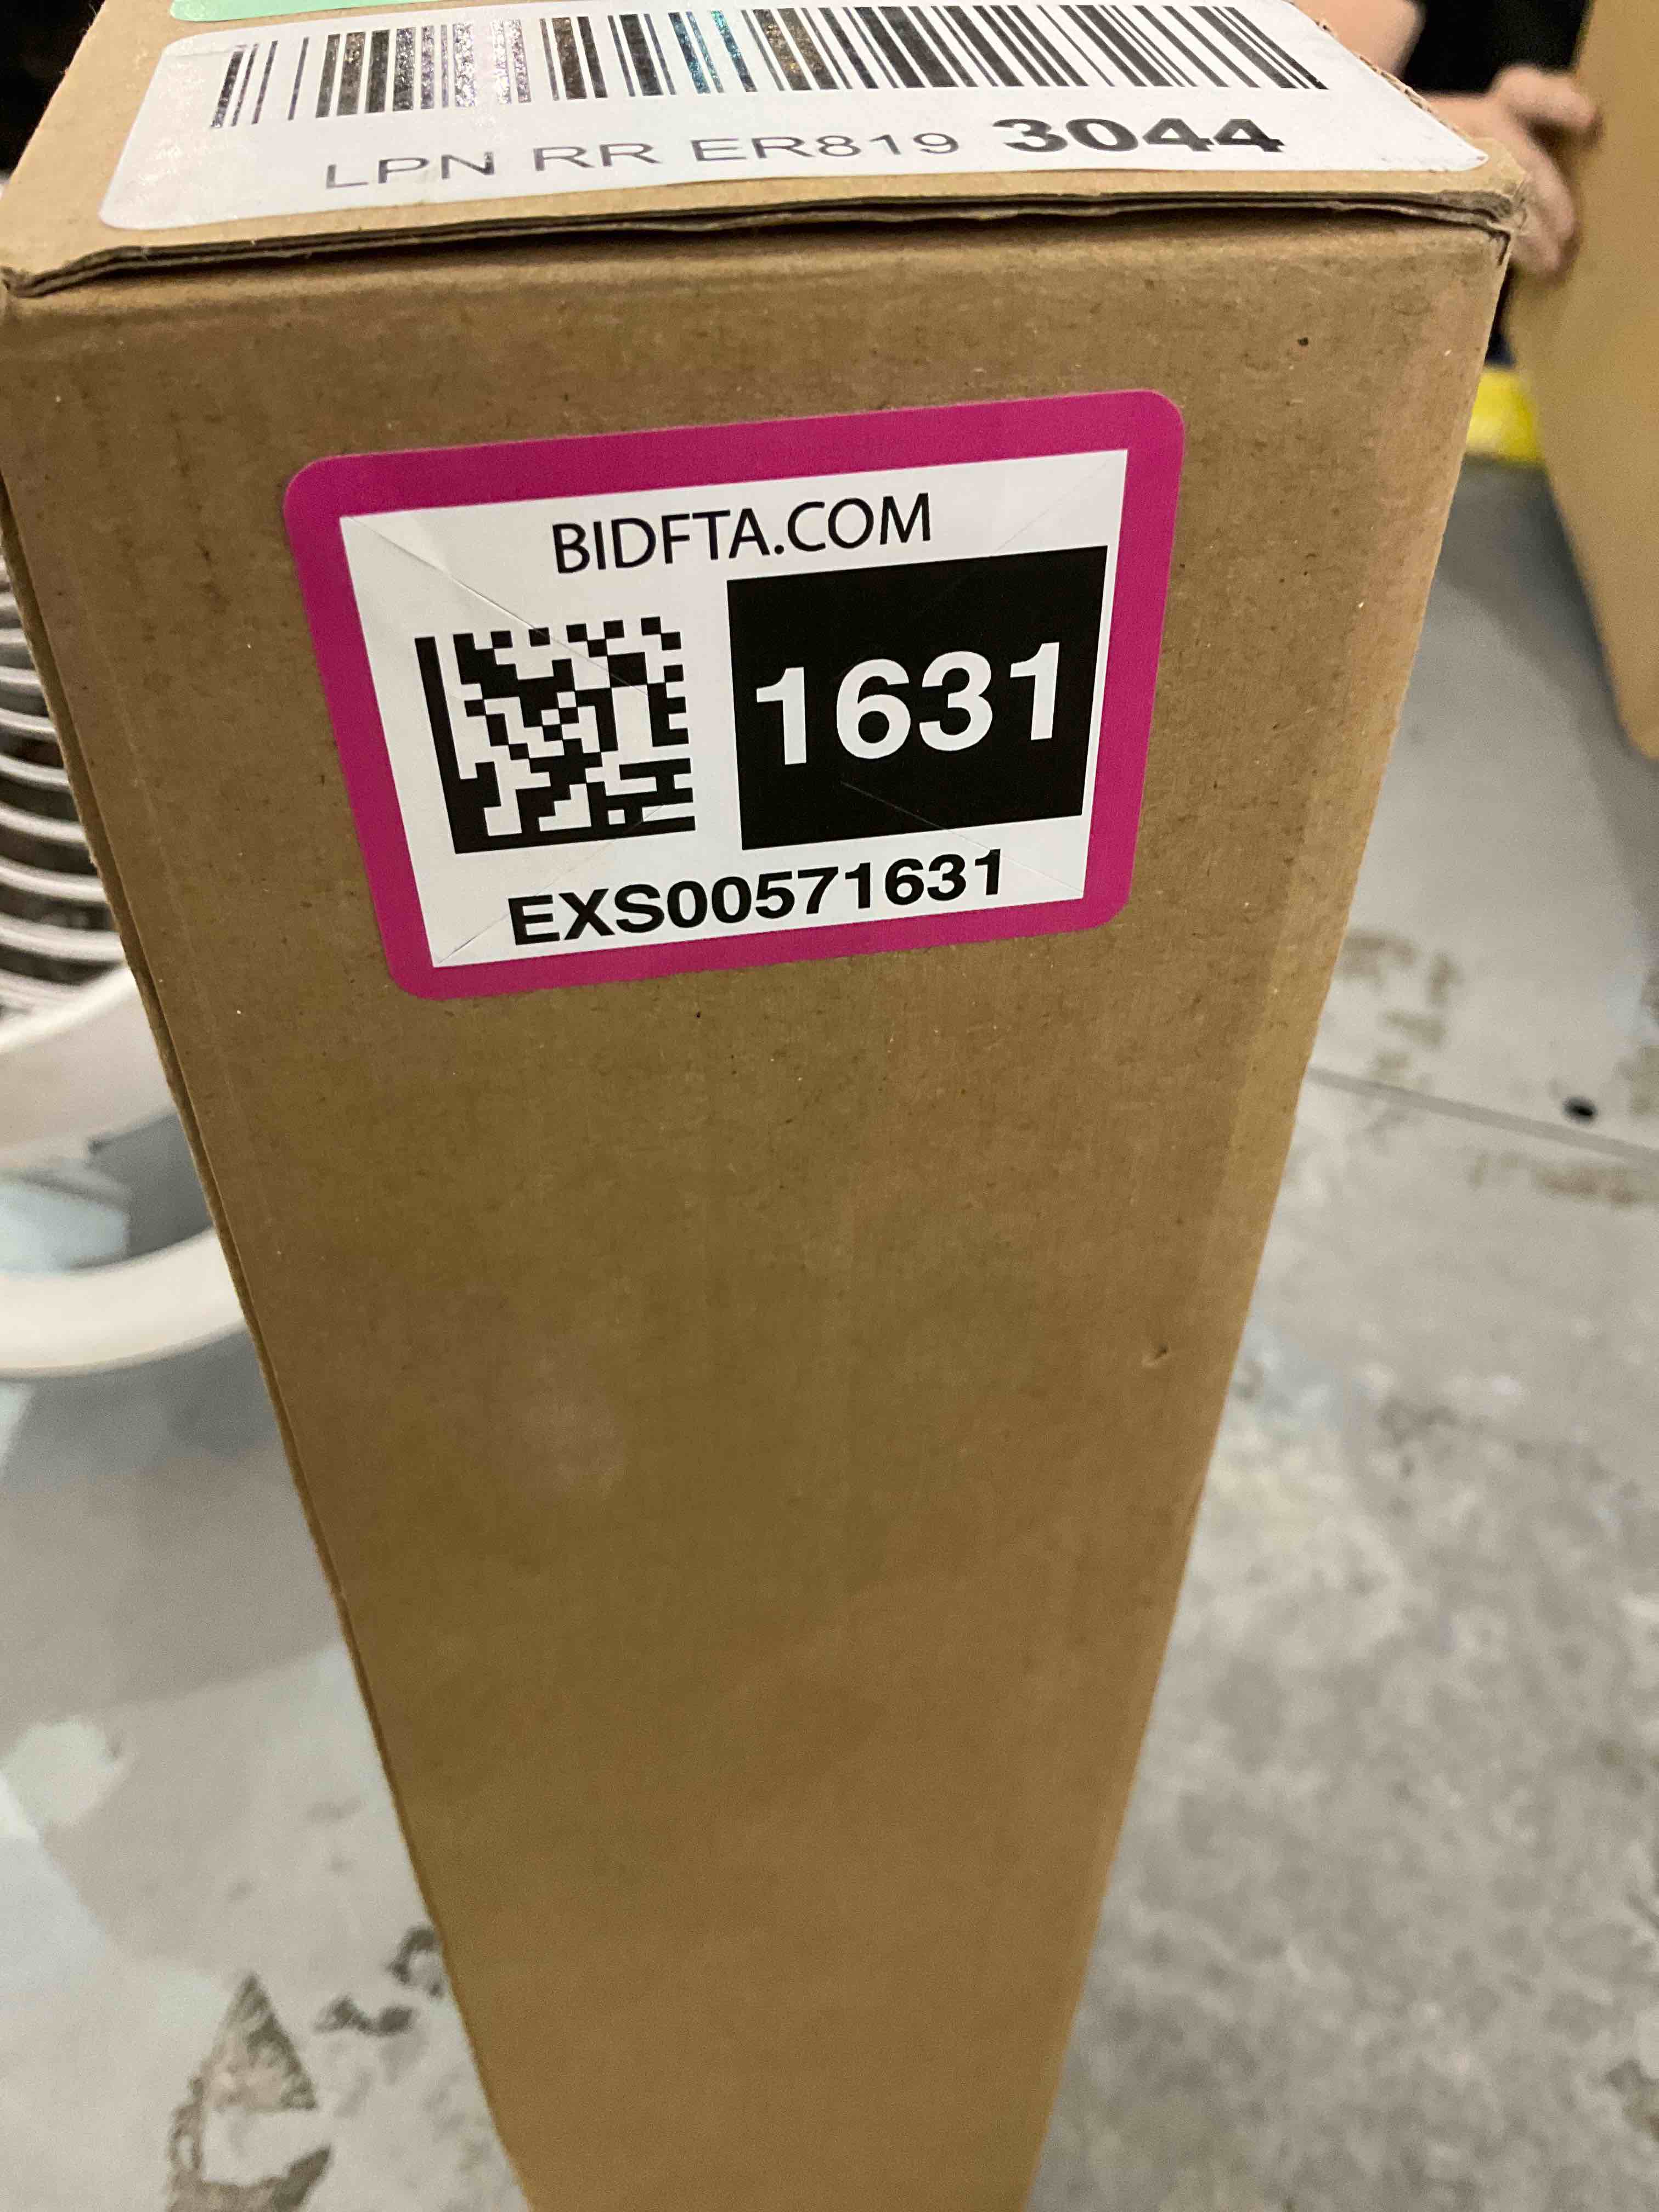 LPN RR ER819 3044
BIDFTA.COM
1631
EXS00571631